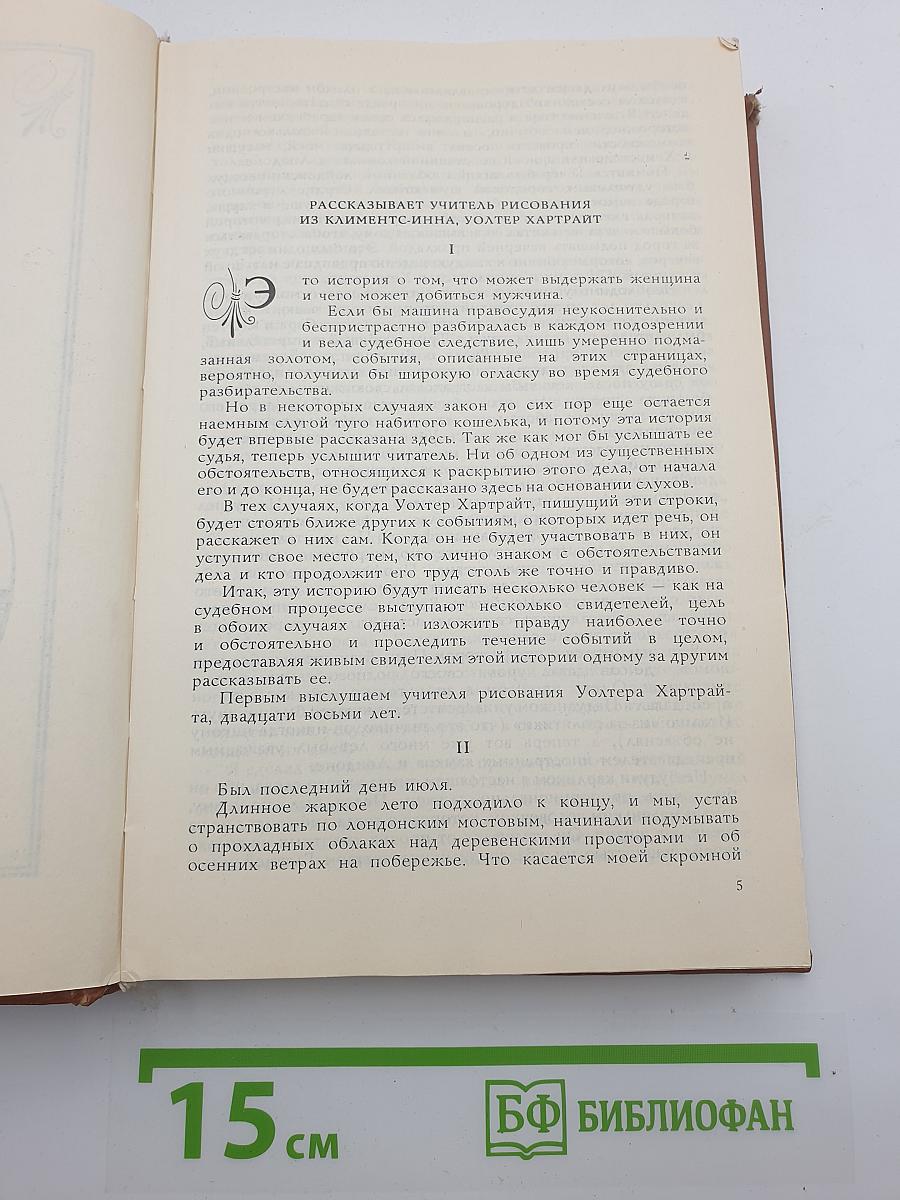 РАССКАЗЫВАЕТ УЧИТЕЛЬ РИСОВАНИЯ
ИЗ КЛИМЕНТС-ИННА, УОЛТЕР ХАРТРАЙТ
I
Это история о том, что может выдержать женщина
и чего может добиться мужчина.
Если бы машина правосудия неукоснительно и
беспристрастно разбиралась в каждом подозрении
и вела судебное следствие, лишь умеренно подма-
занная золотом, события, описанные на этих страницах,
вероятно, получили бы широкую огласку во время судебного
разбирательства.
Но в некоторых случаях закон до сих пор еще остается
наемным слугой туго набитого кошелька, и потому эта история
будет впервые рассказана здесь. Так же как мог бы услышать ее
судья, теперь услышит читатель. Ни об одном из существенных
обстоятельств, относящихся к раскрытию этого дела, от начала
его и до конца, не будет рассказано здесь на основании слухов.
В тех случаях, когда Уолтер Хартрайт, пишущий эти строки,
будет стоять ближе других к событиям, о которых идет речь, он
расскажет о них сам. Когда он не будет участвовать в них, он
уступит свое место тем, кто лично знаком с обстоятельствами
дела и кто продолжит его труд столь же точно и правдиво.
Итак, эту историю будут писать несколько человек — как на
судебном процессе выступают несколько свидетелей, цель
в обоих случаях одна: изложить правду наиболее точно
и обстоятельно и проследить течение событий в целом,
предоставляя живым свидетелям этой истории одному за другим
рассказывать ее.
Первым выслушаем учителя рисования Уолтера Хартрай-
та, двадцати восьми лет.
II
Был последний день июля.
Длинное жаркое лето подходило к концу, и мы, устав
странствовать по лондонским мостовым, начинали подумывать
о прохладных облаках над деревенскими просторами и об
осенних ветрах на побережье. Что касается моей скромной
5
15 см
БФ БИБЛИОФАН